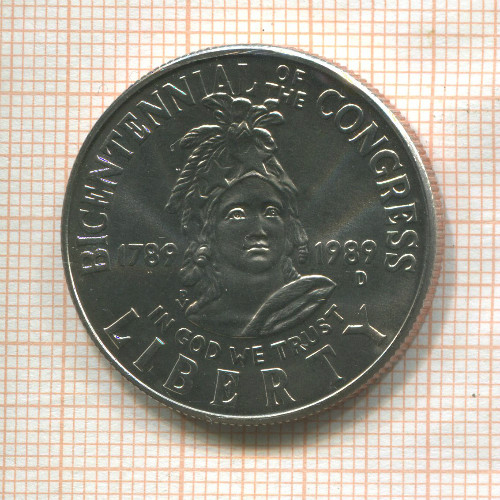 BICENTENNIAL OF THE CONGRESS
1789 1989
D
IN GOD WE TRUST
LIBERTY